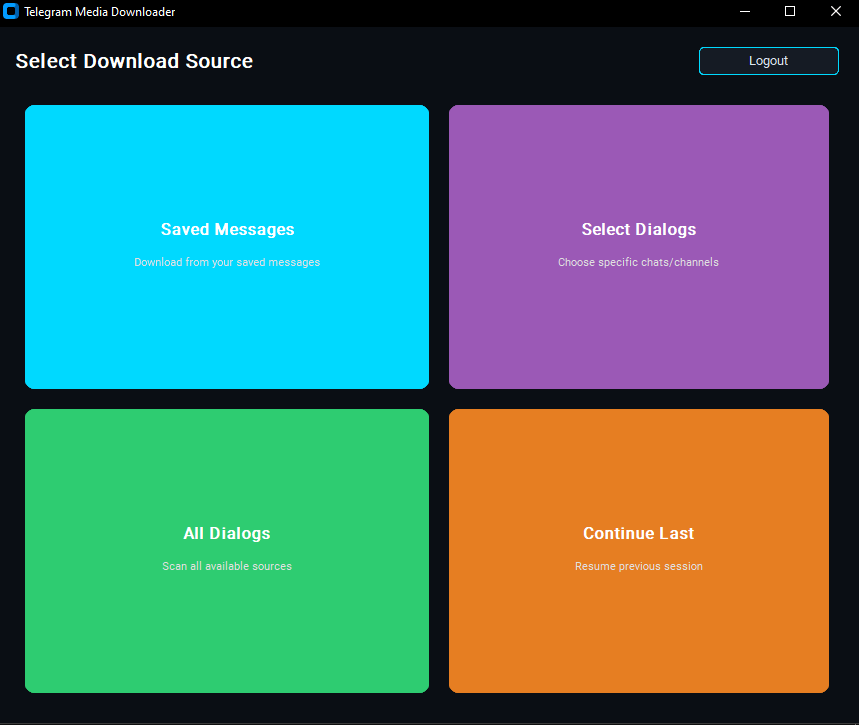 Telegram Media Downloader
Select Download Source
Logout
Saved Messages
Download from your saved messages
Select Dialogs
Choose specific chats/channels
All Dialogs
Scan all available sources
Continue Last
Resume previous session